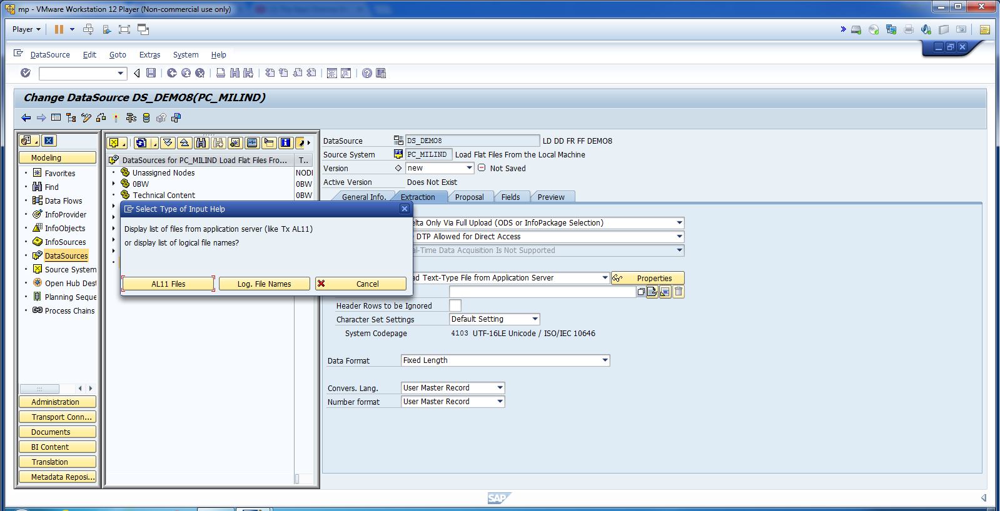 mp - VMware Workstation 12 Player (Non-commercial use only)
Player
DataSource Edit Goto Extras System Help
Change DataSource DS_DEMO8(PC_MILIND)
Modeling
Favorites
Find
Data Flows
InfoProvider
InfoObjects
InfoSources
DataSources
Source System
Open Hub Dest
Planning Seque
Process Chains
Administration
Transport Conn...
Documents
BI Content
Translation
Metadata Reposi...
DataSources for PC_MILIND Load Flat Files Fro... T..
Unassigned Nodes NODI
0BW 0BW
Technical Content 0BW
Select Type of Input Help
Display list of files from application server (like Tx AL11)
or display list of logical file names?
AL11 Files Log. File Names Cancel
DataSource DS_DEMO8 LD DD FR FF DEMO8
Source System PC_MILIND Load Flat Files From the Local Machine
Version new Not Saved
Active Version Does Not Exist
General Info. Extraction Proposal Fields Preview
elta Only Via Full Upload (ODS or InfoPackage Selection)
DTP Allowed for Direct Access
al-Time Data Acquisition Is Not Supported
ad Text-Type File from Application Server Properties
Header Rows to be Ignored
Character Set Settings Default Setting
System Codepage 4103 UTF-16LE Unicode / ISO/IEC 10646
Data Format Fixed Length
Convers. Lang. User Master Record
Number format User Master Record
SAP